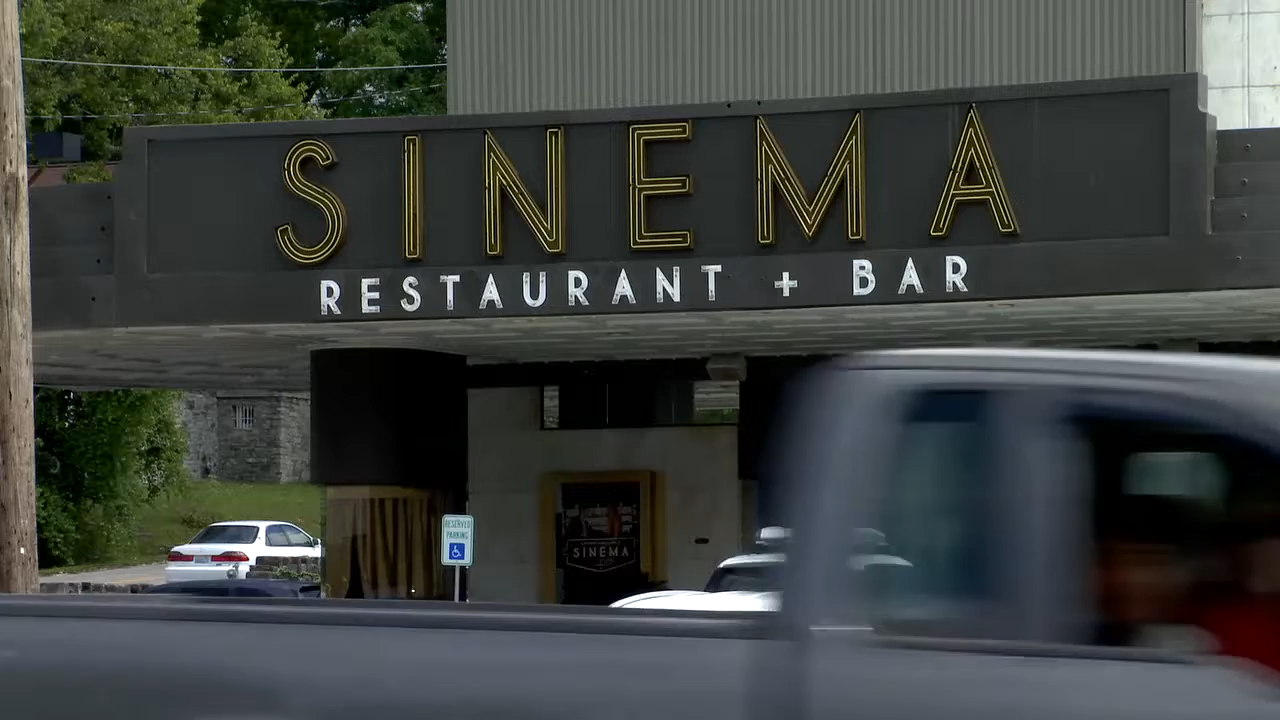 SINEMA
RESTAURANT + BAR
RESERVED
PARKING
SINEMA